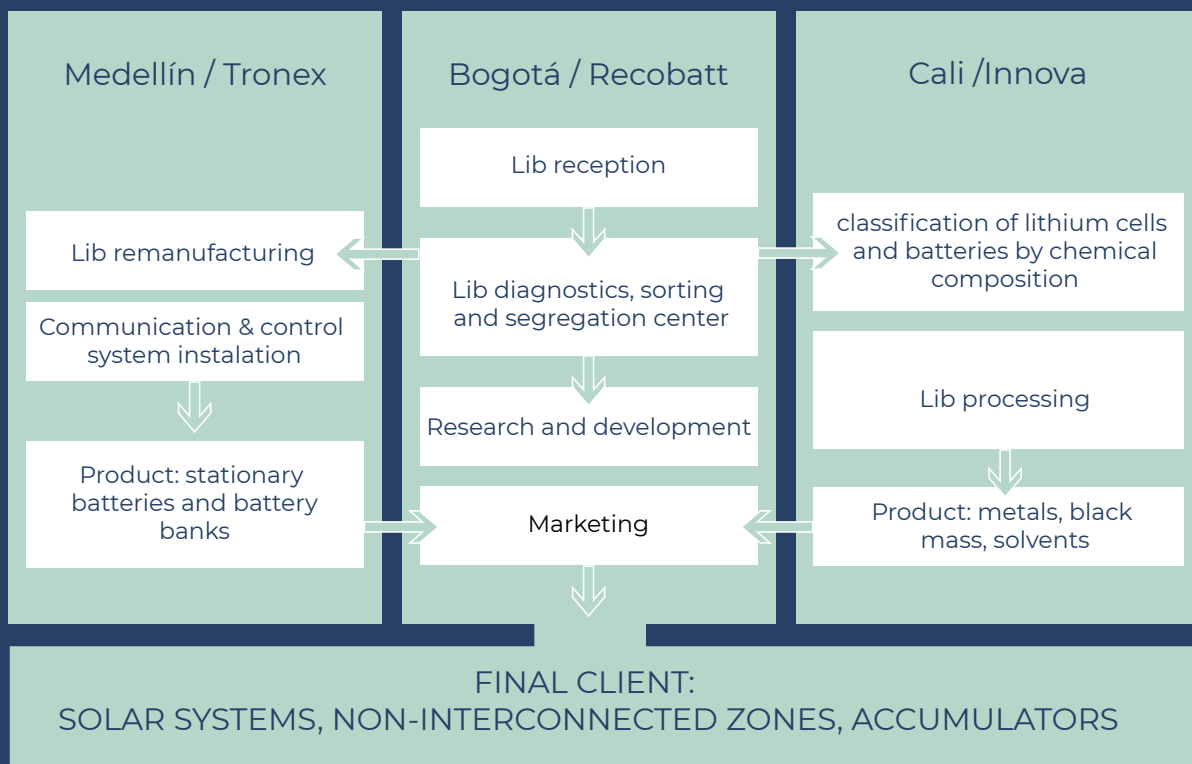 Medellín / Tronex
Lib remanufacturing
Communication & control
system instalation
Product: stationary
batteries and battery
banks
Bogotá / Recobatt
Lib reception
Lib diagnostics, sorting
and segregation center
Research and development
Marketing
Cali /Innova
classification of lithium cells
and batteries by chemical
composition
Lib processing
Product: metals, black
mass, solvents
FINAL CLIENT:
SOLAR SYSTEMS, NON-INTERCONNECTED ZONES, ACCUMULATORS